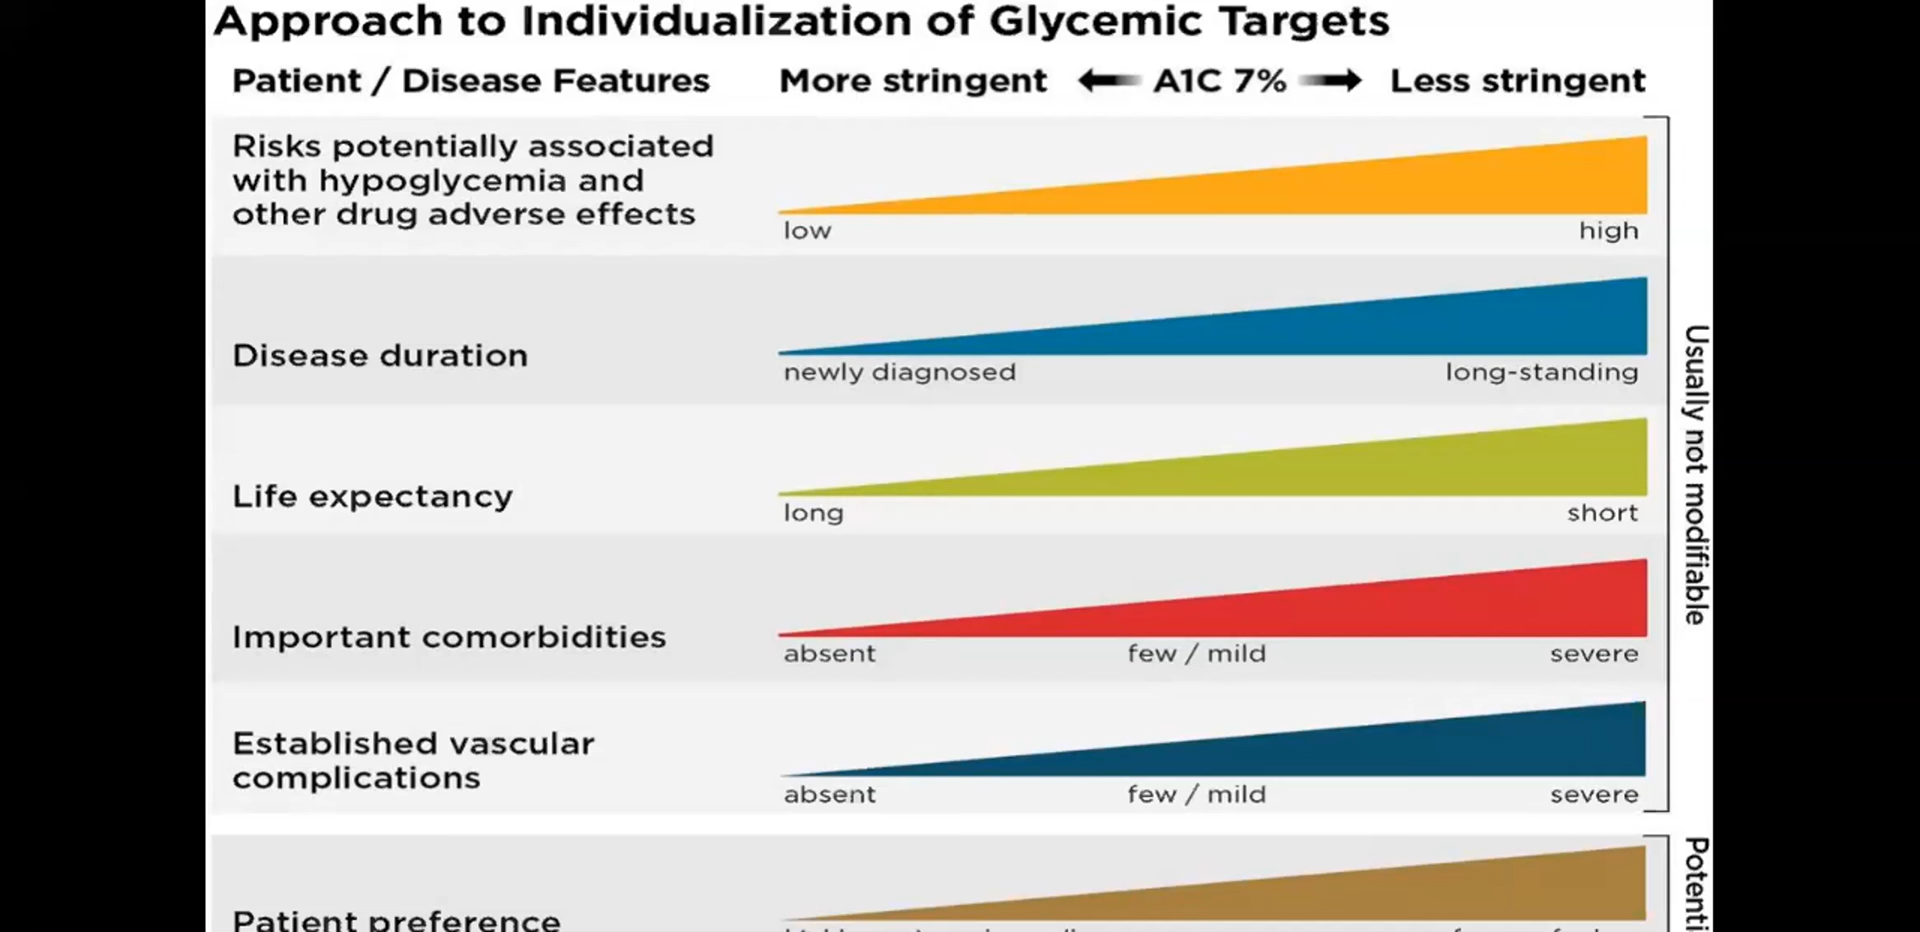 Approach to Individualization of Glycemic Targets
Patient / Disease Features More stringent A1C 7% Less stringent
Risks potentially associated
with hypoglycemia and
other drug adverse effects
low high
Disease duration
newly diagnosed long-standing
Life expectancy
long short
Important comorbidities
absent few / mild severe
Established vascular
complications
absent few / mild severe
Usually not modifiable
Patient preference